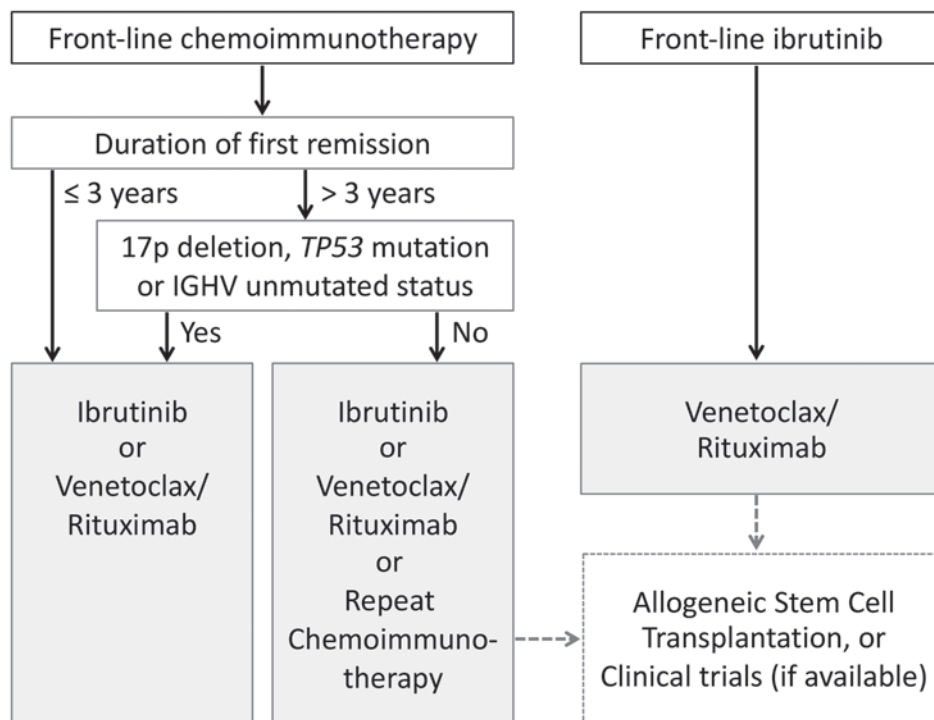 Front-line chemoimmunotherapy
Front-line ibrutinib
Duration of first remission
≤ 3 years
> 3 years
17p deletion, TP53 mutation
or IGHV unmutated status
Yes
No
Ibrutinib
or
Venetoclax/
Rituximab
Ibrutinib
or
Venetoclax/
Rituximab
or
Repeat
Chemoimmuno-
therapy
Venetoclax/
Rituximab
Allogeneic Stem Cell
Transplantation, or
Clinical trials (if available)